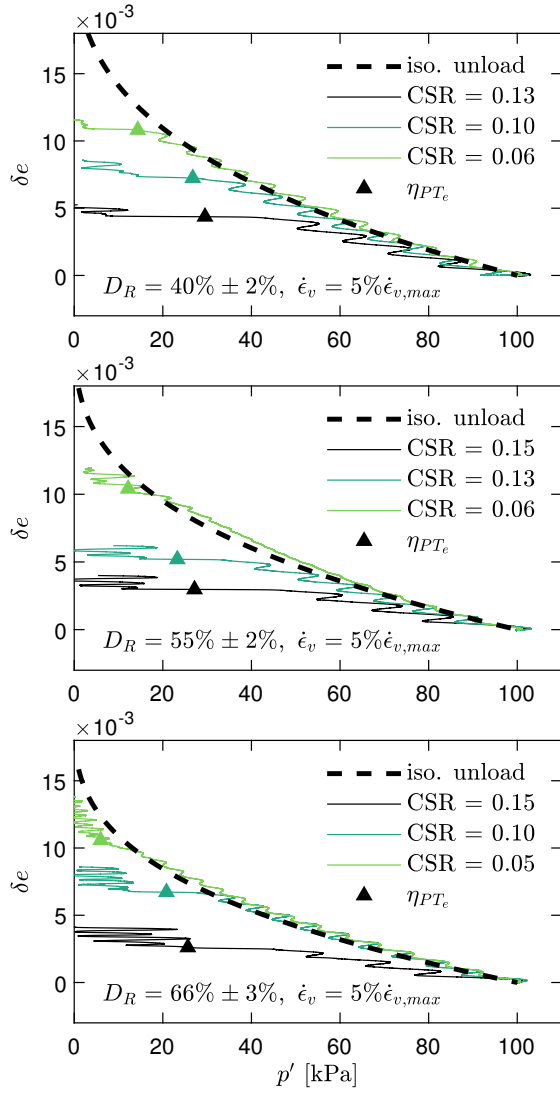 ×10⁻³
15
10
5
0
δe
iso. unload
CSR = 0.13
CSR = 0.10
CSR = 0.06
η_{PT_e}
D_R = 40% ± 2%, ε̇_v = 5%ε̇_{v,max}
0 20 40 60 80 100
×10⁻³
15
10
5
0
δe
iso. unload
CSR = 0.15
CSR = 0.13
CSR = 0.06
η_{PT_e}
D_R = 55% ± 2%, ε̇_v = 5%ε̇_{v,max}
0 20 40 60 80 100
×10⁻³
15
10
5
0
δe
iso. unload
CSR = 0.15
CSR = 0.10
CSR = 0.05
η_{PT_e}
D_R = 66% ± 3%, ε̇_v = 5%ε̇_{v,max}
0 20 40 60 80 100
p′ [kPa]